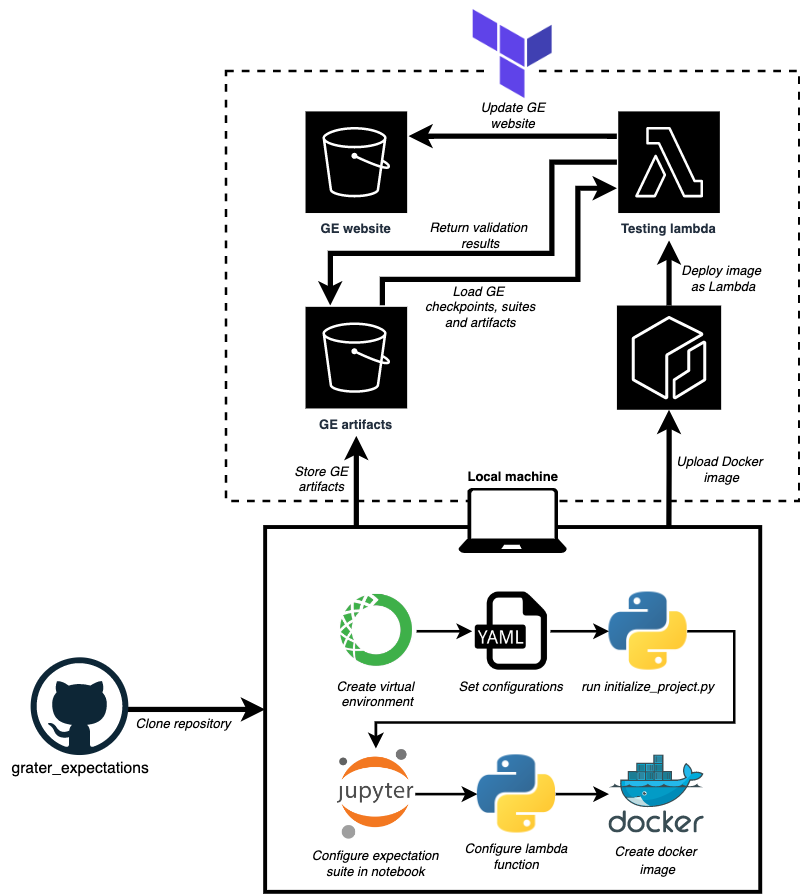 Update GE
website
GE website
Testing lambda
Return validation
results
Deploy image
as Lambda
Load GE
checkpoints, suites
and artifacts
GE artifacts
Store GE
artifacts
Local machine
Upload Docker
image
YAML
Create virtual
environment
Set configurations
run initialize_project.py
Clone repository
grater_expectations
jupyter
docker
Configure expectation
suite in notebook
Configure lambda
function
Create docker
image